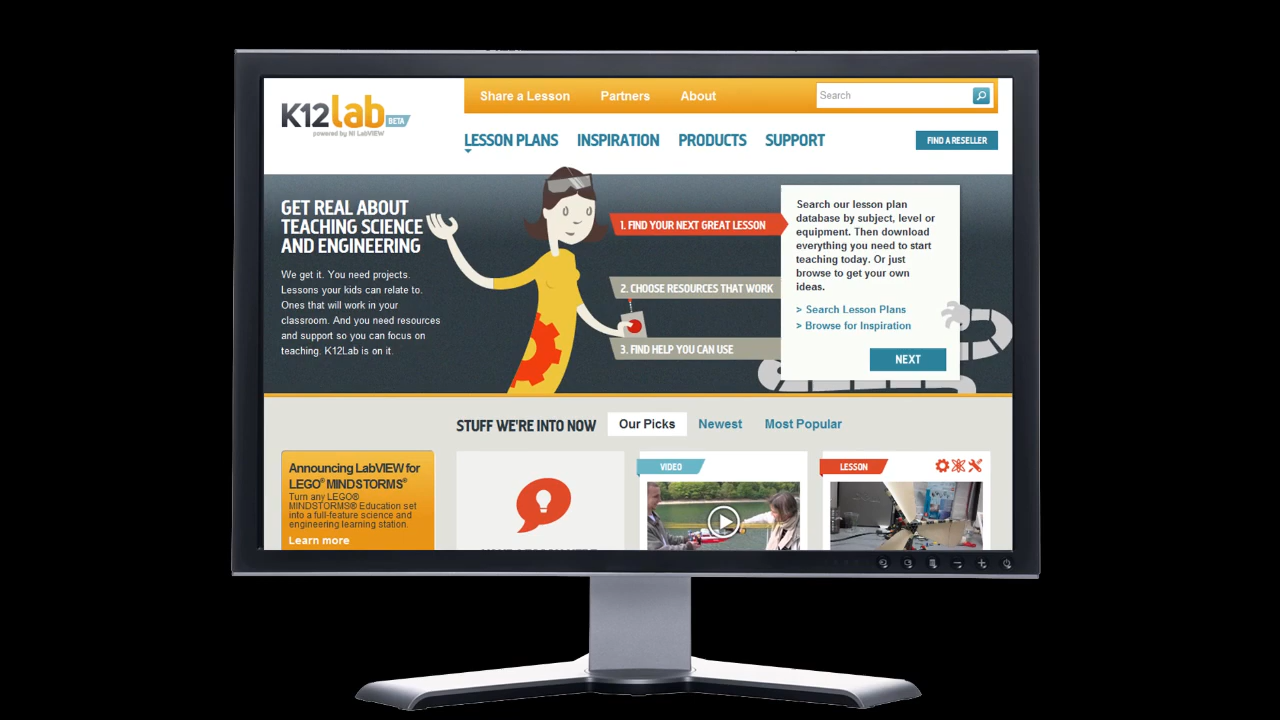 K12lab BETA
powered by NI LabVIEW
Share a Lesson Partners About Search
LESSON PLANS INSPIRATION PRODUCTS SUPPORT FIND A RESELLER
GET REAL ABOUT
TEACHING SCIENCE
AND ENGINEERING
We get it. You need projects.
Lessons your kids can relate to.
Ones that will work in your
classroom. And you need resources
and support so you can focus on
teaching. K12Lab is on it.
1. FIND YOUR NEXT GREAT LESSON
2. CHOOSE RESOURCES THAT WORK
3. FIND HELP YOU CAN USE
Search our lesson plan
database by subject, level or
equipment. Then download
everything you need to start
teaching today. Or just
browse to get your own
ideas.
> Search Lesson Plans
> Browse for Inspiration
NEXT
STUFF WE'RE INTO NOW Our Picks Newest Most Popular
Announcing LabVIEW for
LEGO® MINDSTORMS®
Turn any LEGO®
MINDSTORMS® Education set
into a full-feature science and
engineering learning station.
Learn more
VIDEO
LESSON